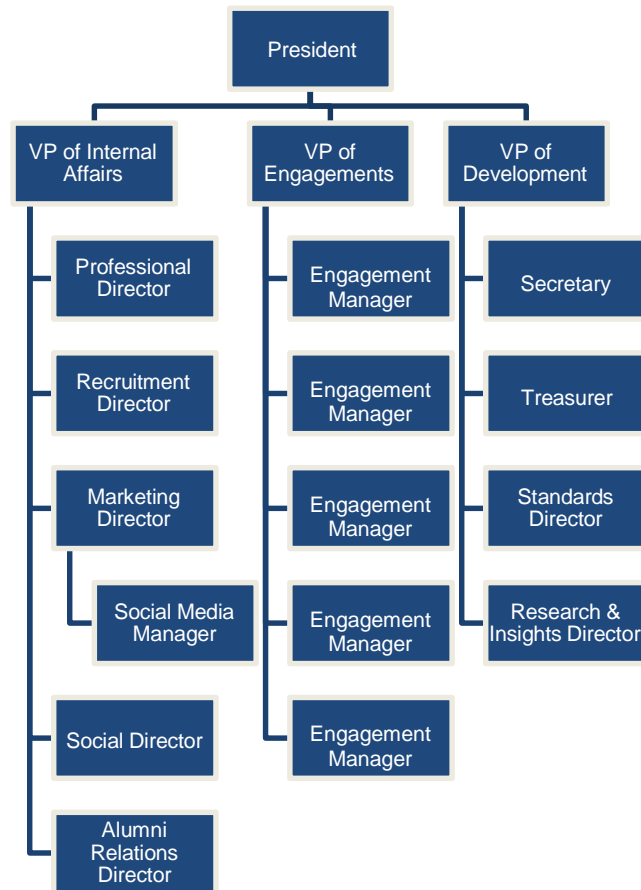 President
VP of Internal
Affairs
VP of
Engagements
VP of
Development
Professional
Director
Recruitment
Director
Marketing
Director
Social Media
Manager
Social Director
Alumni
Relations
Director
Engagement
Manager
Engagement
Manager
Engagement
Manager
Engagement
Manager
Engagement
Manager
Secretary
Treasurer
Standards
Director
Research &
Insights Director